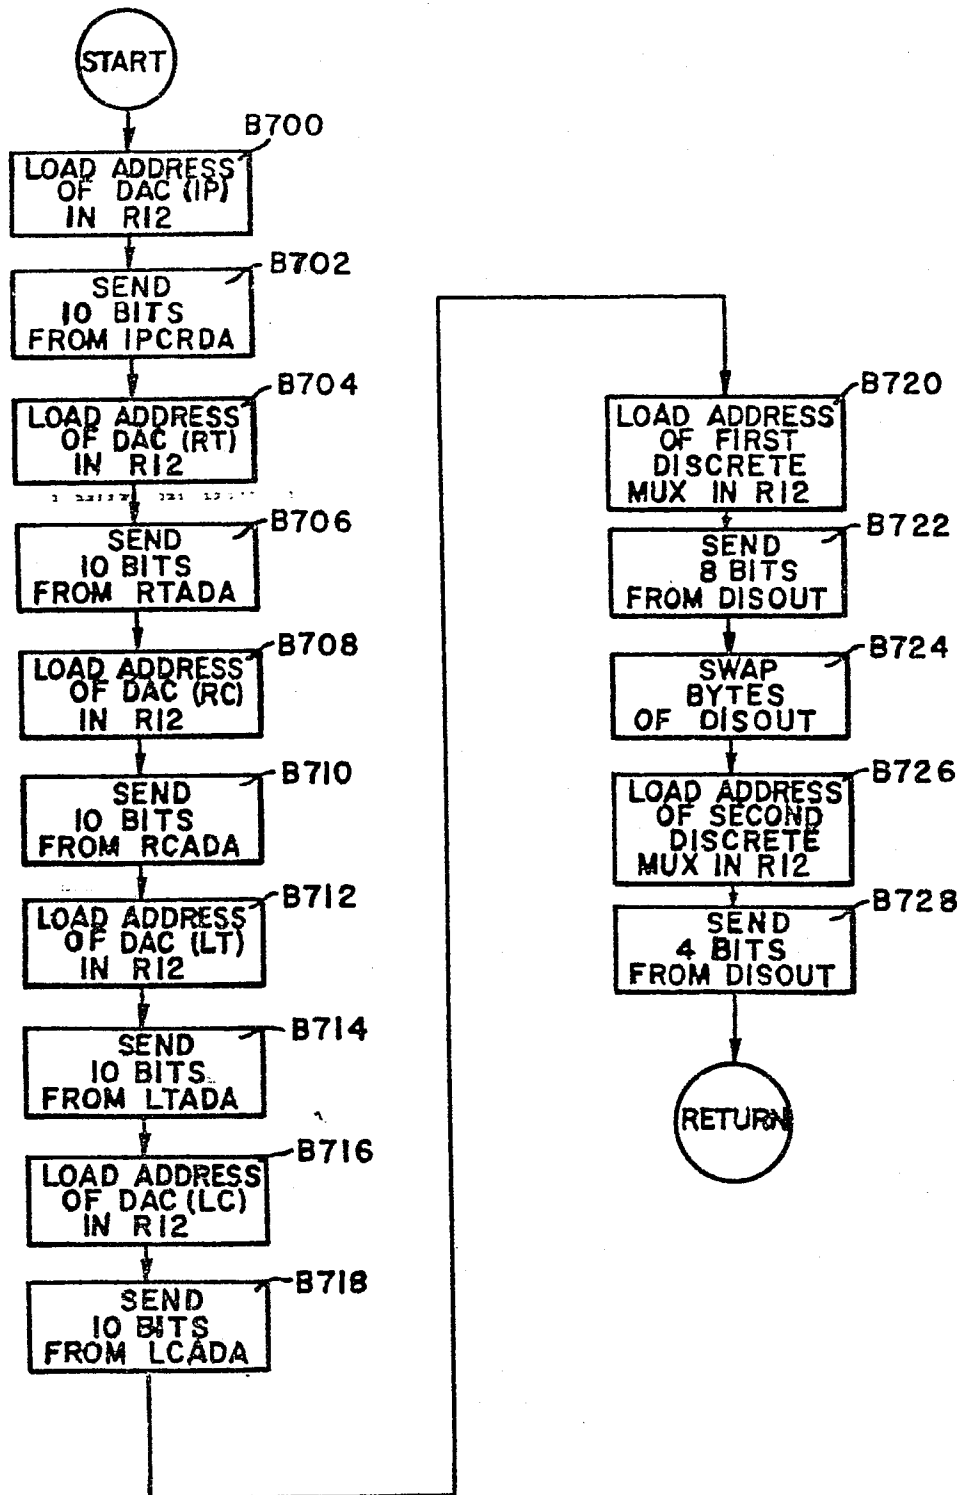 START
B700
LOAD ADDRESS
OF DAC (IP)
IN R12
B702
SEND
10 BITS
FROM IPCRDA
B704
LOAD ADDRESS
OF DAC (RT)
IN R12
B706
SEND
10 BITS
FROM RTADA
B708
LOAD ADDRESS
OF DAC (RC)
IN R12
B710
SEND
10 BITS
FROM RCADA
B712
LOAD ADDRESS
OF DAC (LT)
IN R12
B714
SEND
10 BITS
FROM LTADA
B716
LOAD ADDRESS
OF DAC (LC)
IN R12
B718
SEND
10 BITS
FROM LCADA
B720
LOAD ADDRESS
OF FIRST
DISCRETE
MUX IN R12
B722
SEND
8 BITS
FROM DISOUT
B724
SWAP
BYTES
OF DISOUT
B726
LOAD ADDRESS
OF SECOND
DISCRETE
MUX IN R12
B728
SEND
4 BITS
FROM DISOUT
RETURN